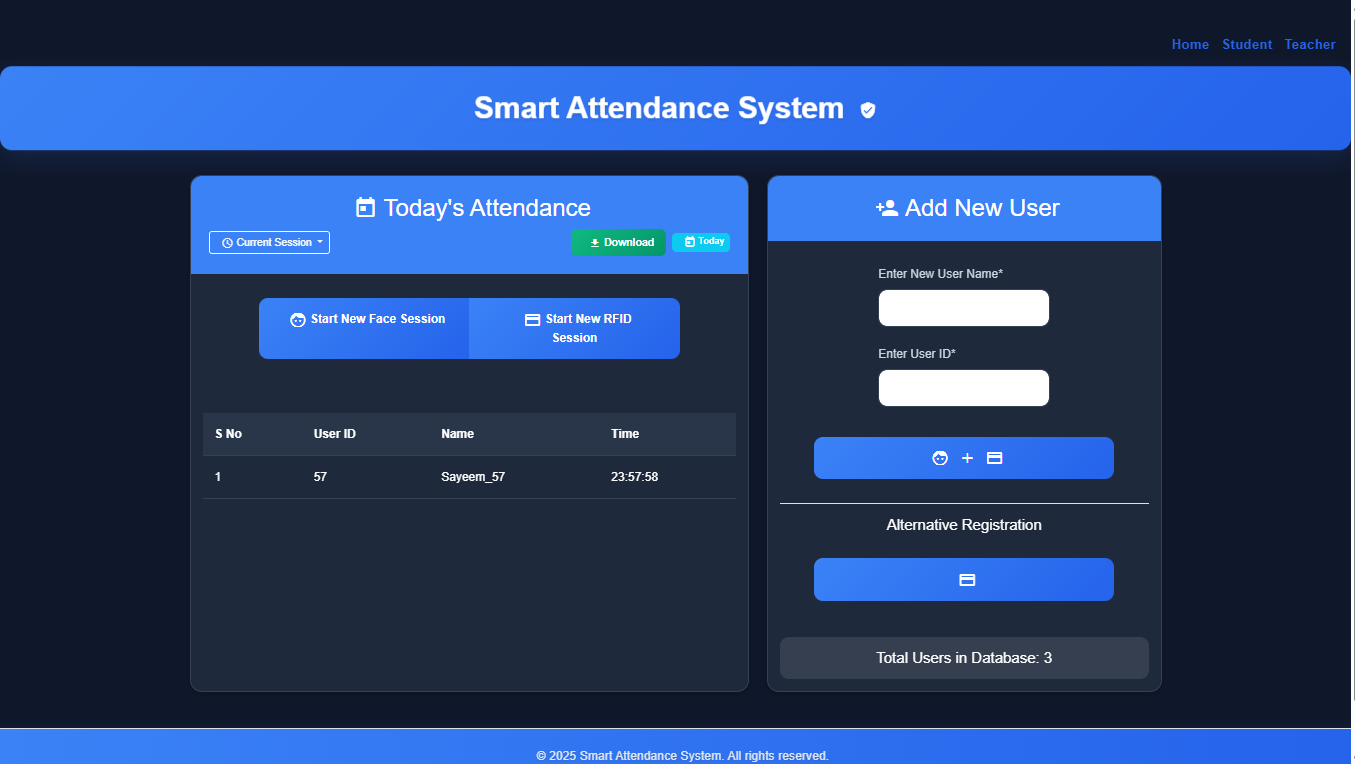 Home Student Teacher
Smart Attendance System
Today's Attendance
Current Session
Download
Today
Start New Face Session
Start New RFID
Session
S No User ID Name Time
1 57 Sayeem_57 23:57:58
Add New User
Enter New User Name*
Enter User ID*
+
Alternative Registration
Total Users in Database: 3
© 2025 Smart Attendance System. All rights reserved.